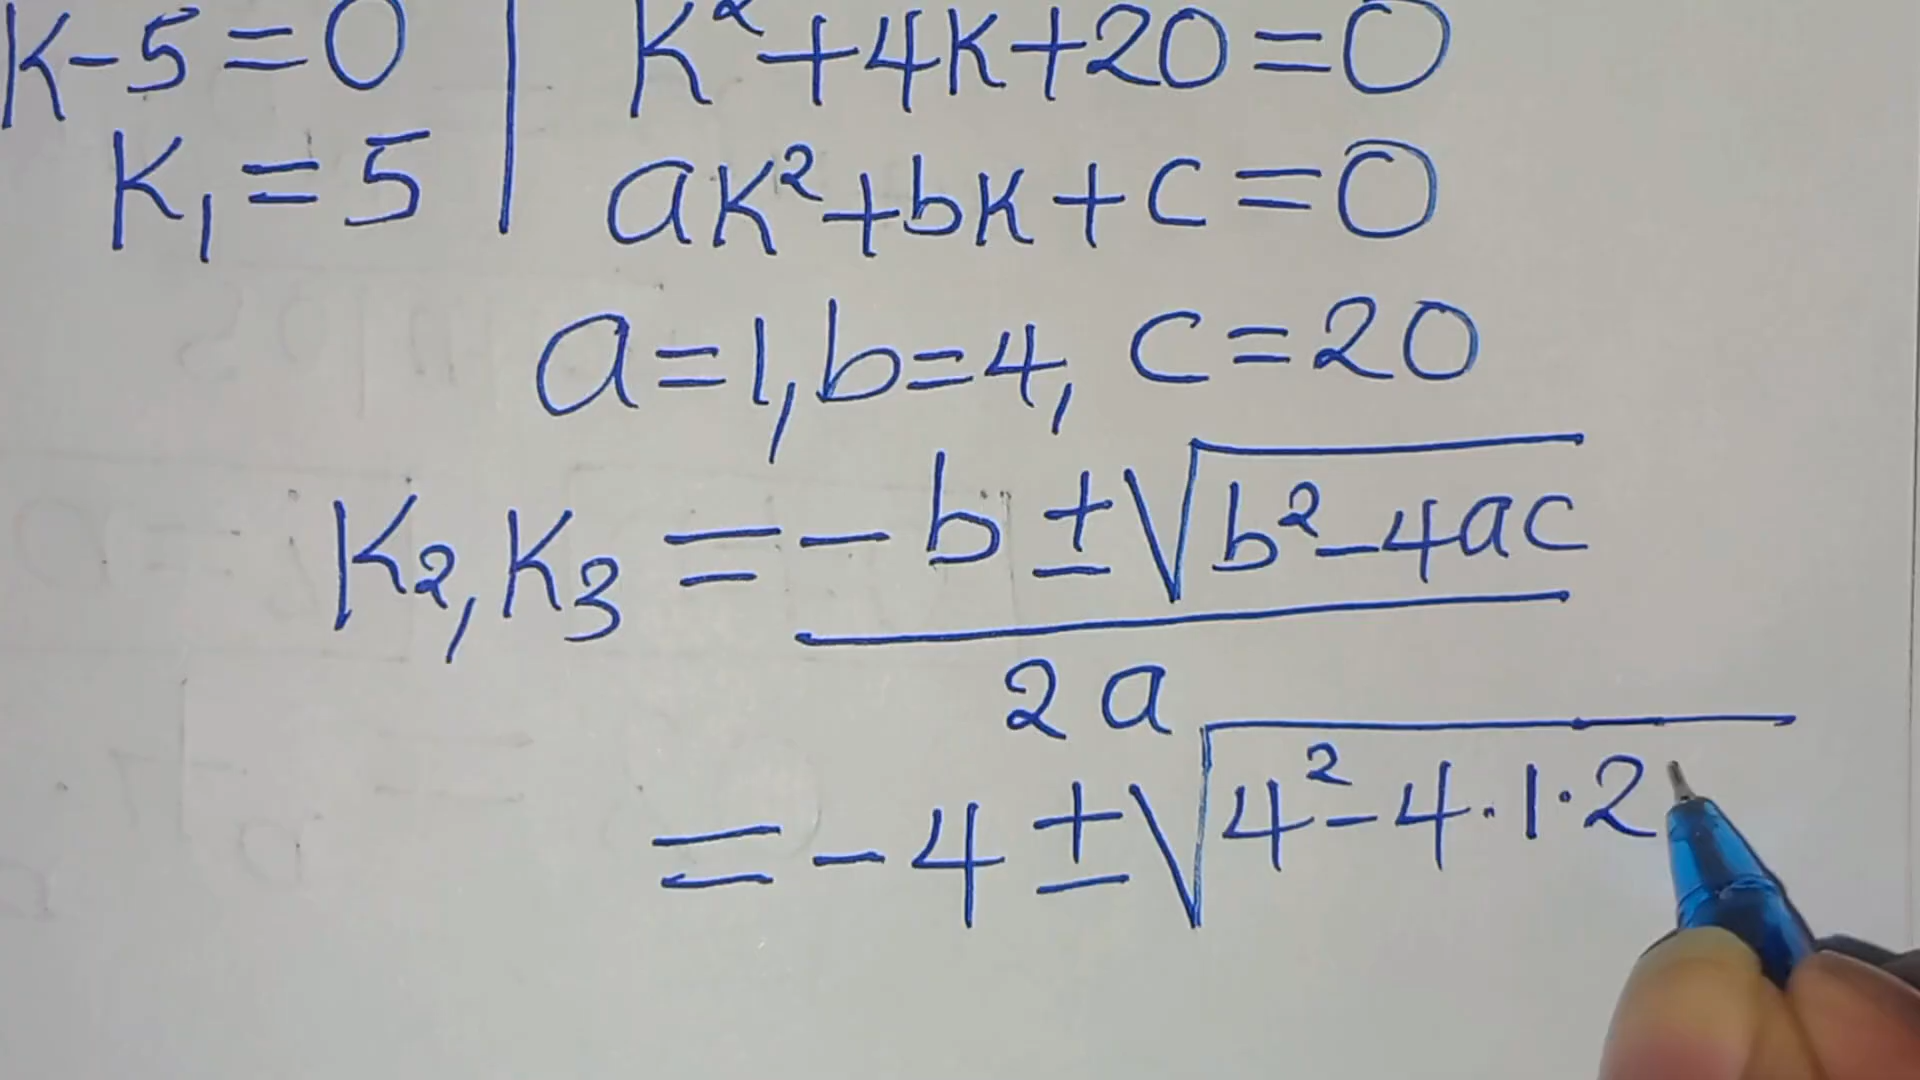 K-5=0 | K²+4K+20=0
K₁=5 | aK²+bK+c=0
a=1, b=4, c=20
K₂, K₃ = -b ± √b²-4ac
2a
= -4 ± √4²-4·1·2